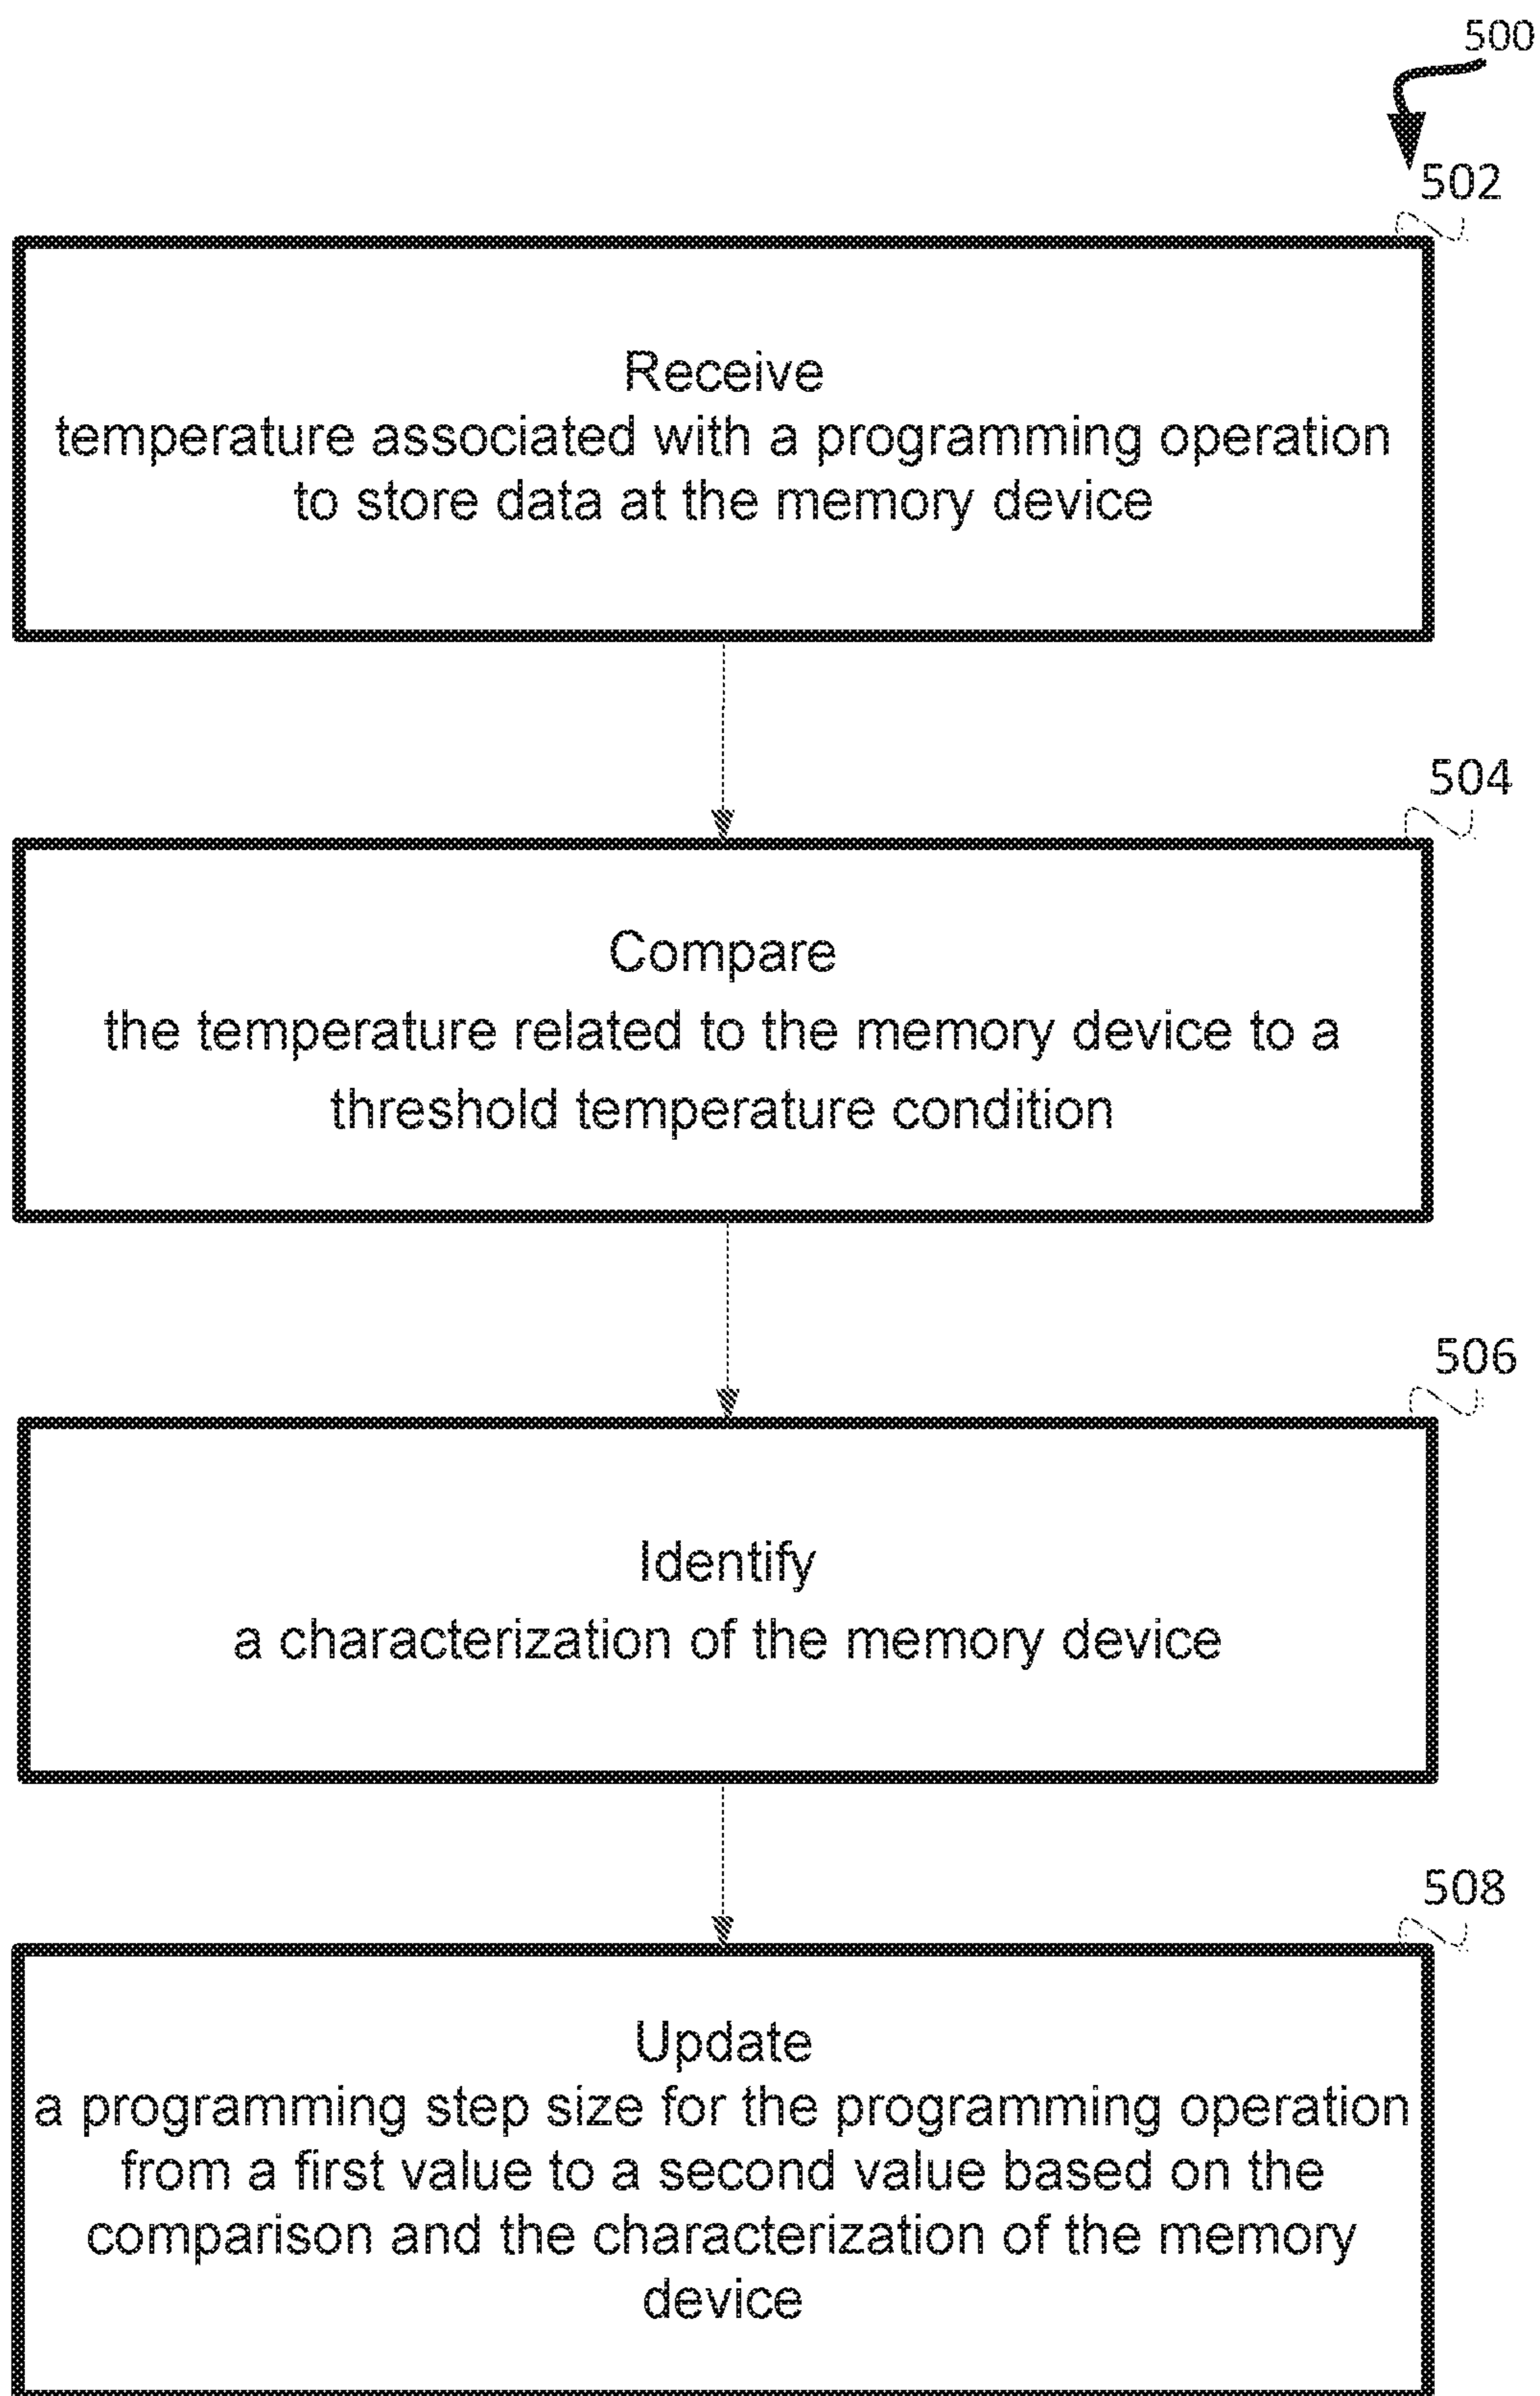 500
502
Receive
temperature associated with a programming operation
to store data at the memory device
504
Compare
the temperature related to the memory device to a
threshold temperature condition
506
Identify
a characterization of the memory device
508
Update
a programming step size for the programming operation
from a first value to a second value based on the
comparison and the characterization of the memory
device